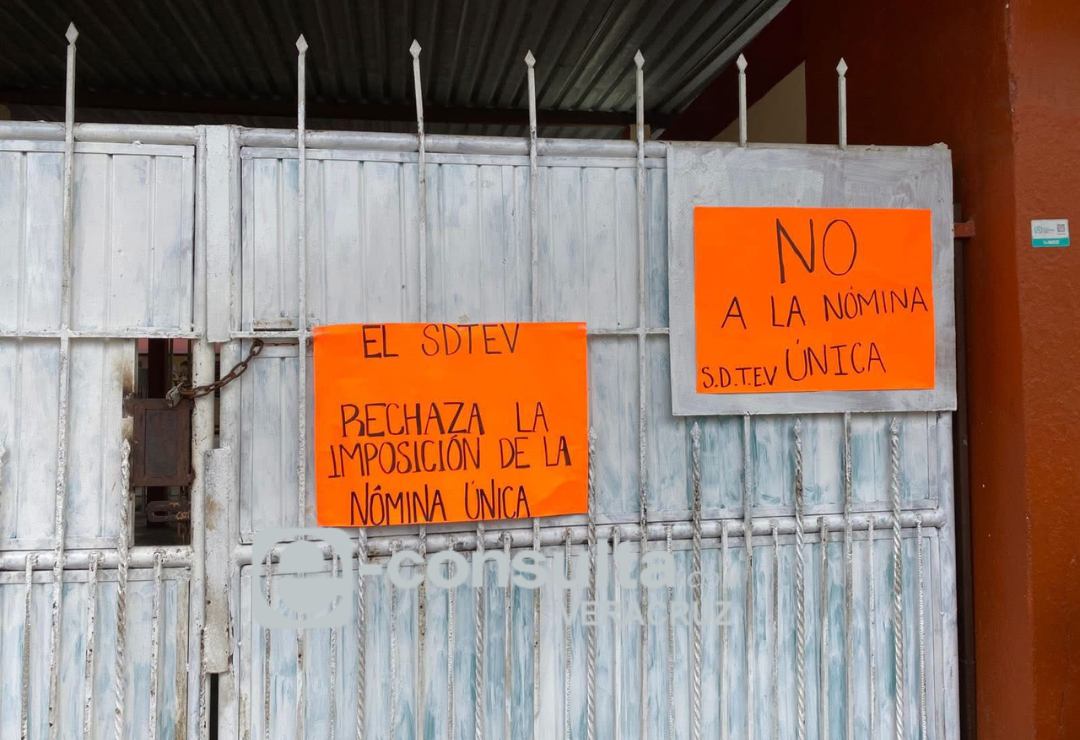 EL SDTEV
RECHAZA LA
IMPOSICIÓN DE LA
NÓMINA ÚNICA
NO
A LA NÓMINA
S.D.T.E.V ÚNICA
e-consulta
VERACRUZ